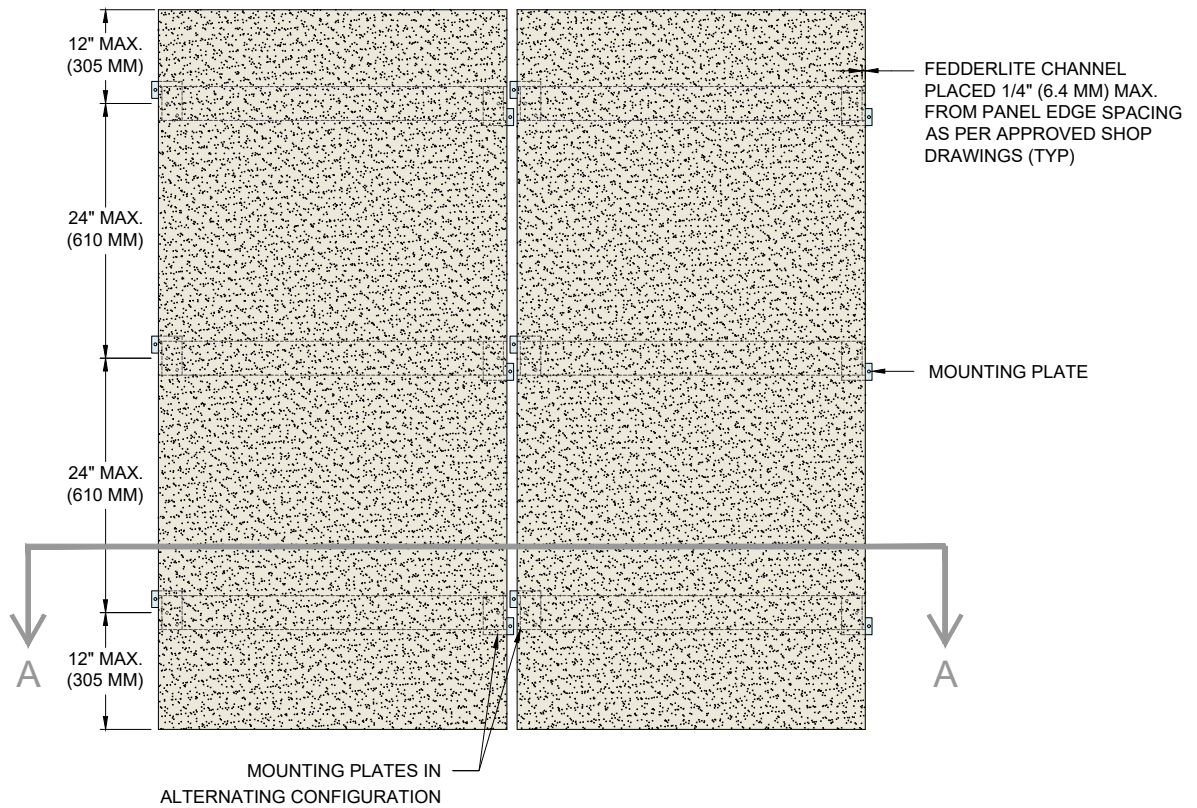 12" MAX.
(305 MM)
24" MAX.
(610 MM)
24" MAX.
(610 MM)
12" MAX.
(305 MM)
FEDDERLITE CHANNEL
PLACED 1/4" (6.4 MM) MAX.
FROM PANEL EDGE SPACING
AS PER APPROVED SHOP
DRAWINGS (TYP)
MOUNTING PLATE
A
A
MOUNTING PLATES IN
ALTERNATING CONFIGURATION